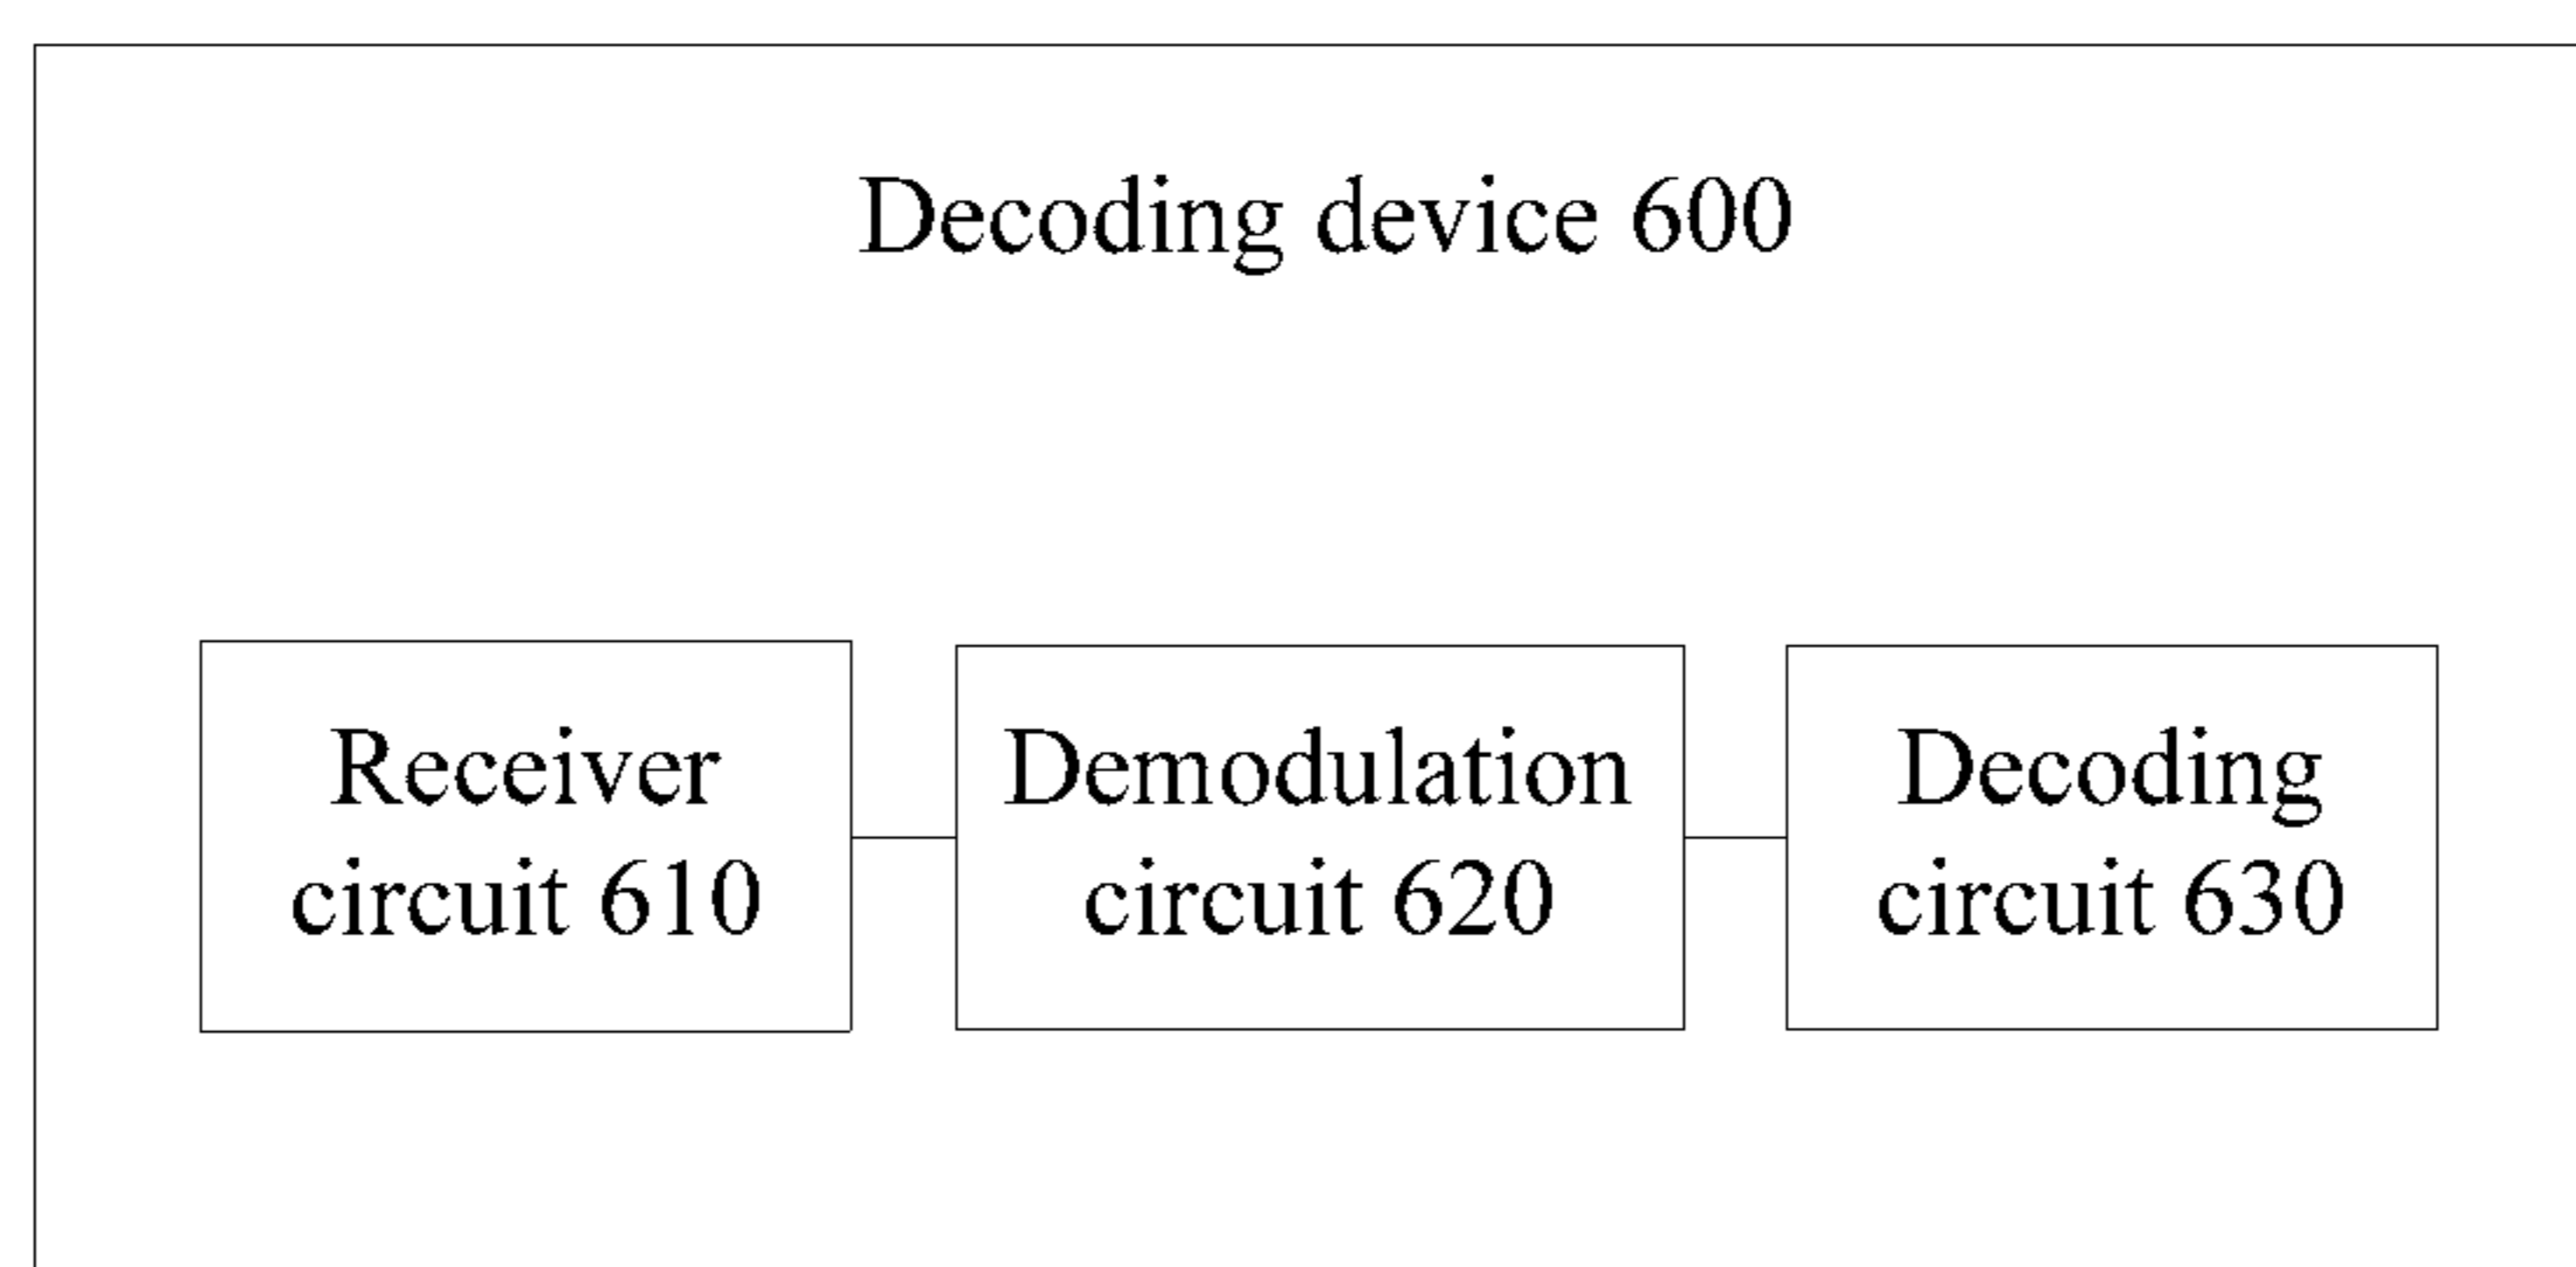 Decoding device 600
Receiver
circuit 610
Demodulation
circuit 620
Decoding
circuit 630